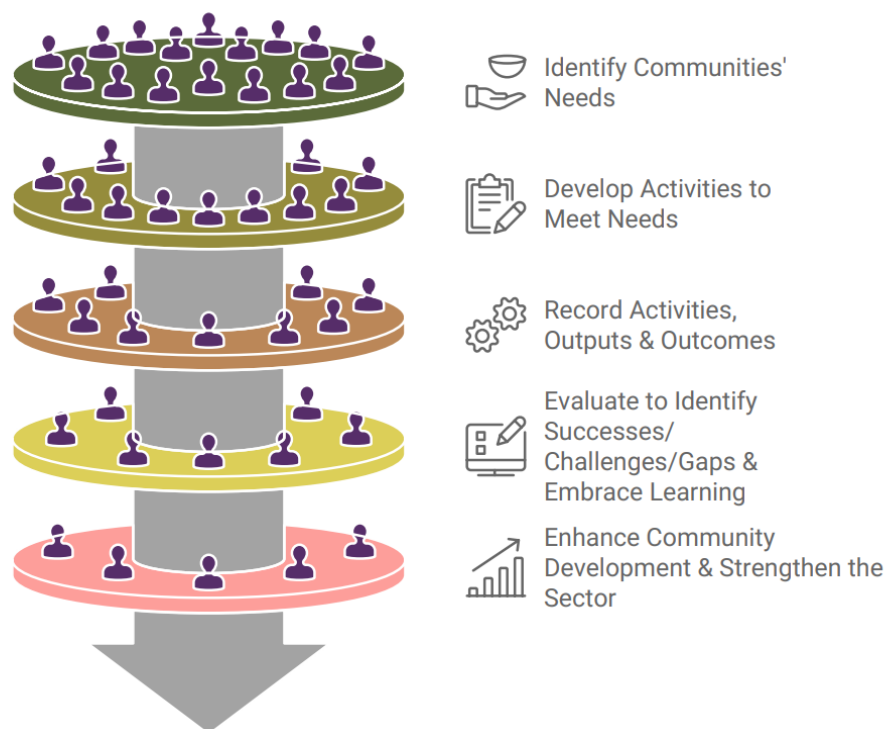 Identify Communities'
Needs
Develop Activities to
Meet Needs
Record Activities,
Outputs & Outcomes
Evaluate to Identify
Successes/
Challenges/Gaps &
Embrace Learning
Enhance Community
Development & Strengthen the
Sector